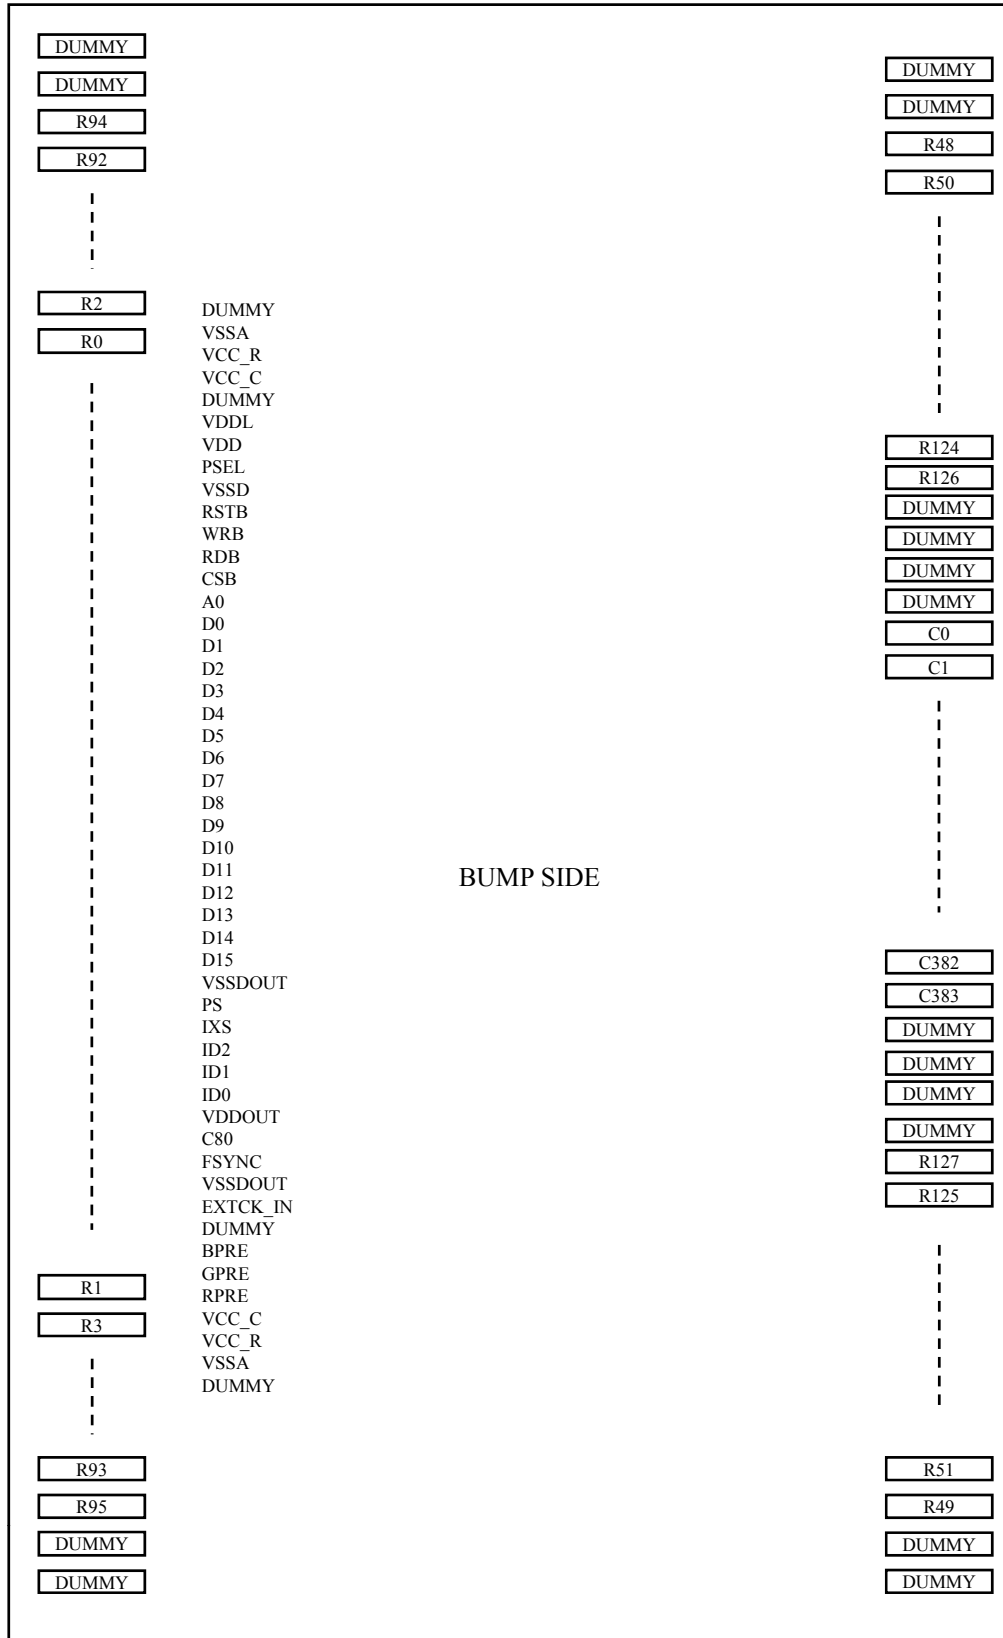 DUMMY
DUMMY
R94
R92
R2
R0
R1
R3
R93
R95
DUMMY
DUMMY
DUMMY
VSSA
VCC_R
VCC_C
DUMMY
VDDL
VDD
PSEL
VSSD
RSTB
WRB
RDB
CSB
A0
D0
D1
D2
D3
D4
D5
D6
D7
D8
D9
D10
D11
D12
D13
D14
D15
VSSDOUT
PS
IXS
ID2
ID1
ID0
VDDOUT
C80
FSYNC
VSSDOUT
EXTCK_IN
DUMMY
BPRE
GPRE
RPRE
VCC_C
VCC_R
VSSA
DUMMY
BUMP SIDE
DUMMY
DUMMY
R48
R50
R124
R126
DUMMY
DUMMY
DUMMY
DUMMY
C0
C1
C382
C383
DUMMY
DUMMY
DUMMY
DUMMY
R127
R125
R51
R49
DUMMY
DUMMY